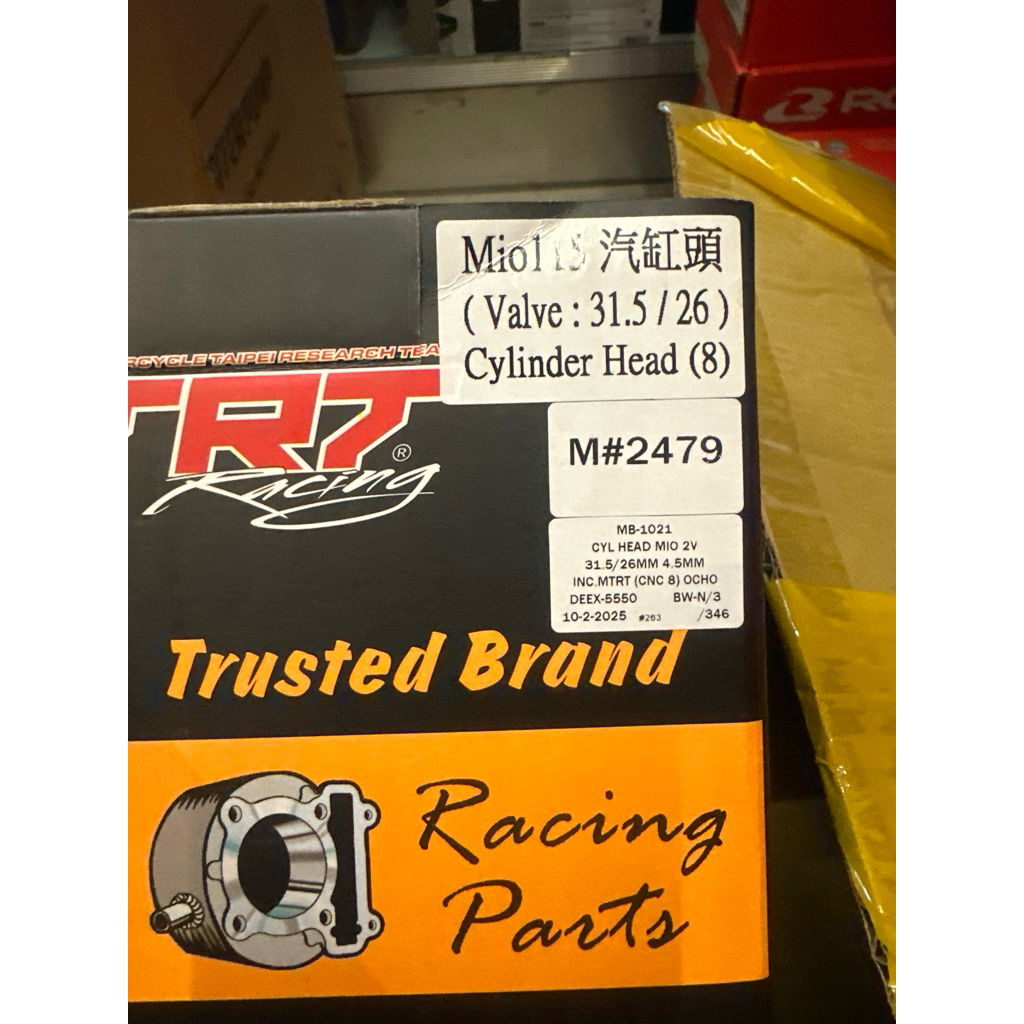 Mio115 汽缸頭
( Valve : 31.5 / 26 )
Cylinder Head (8)
RCYCLE TAIPEI RESEARCH TEA
TRT
®
Racing
M#2479
MB-1021
CYL HEAD MIO 2V
31.5/26MM 4.5MM
INC.MTRT (CNC 8) OCHO
DEEX-5550 BW-N/3
10-2-2025 #263 /346
Trusted Brand
Racing
Parts